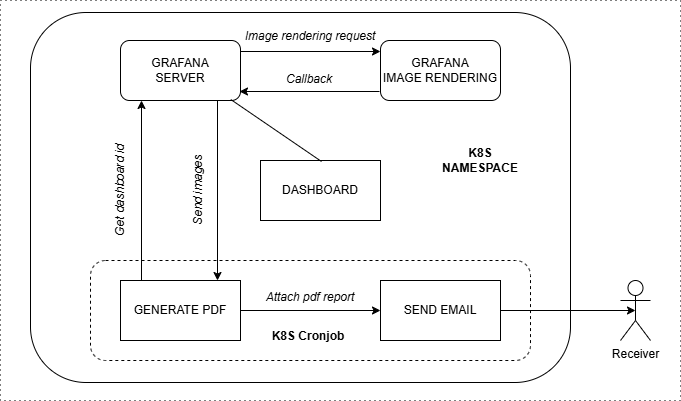 Image rendering request
GRAFANA
SERVER
GRAFANA
IMAGE RENDERING
Callback
K8S
NAMESPACE
Get dashboard id
Send images
DASHBOARD
GENERATE PDF
Attach pdf report
SEND EMAIL
K8S Cronjob
Receiver